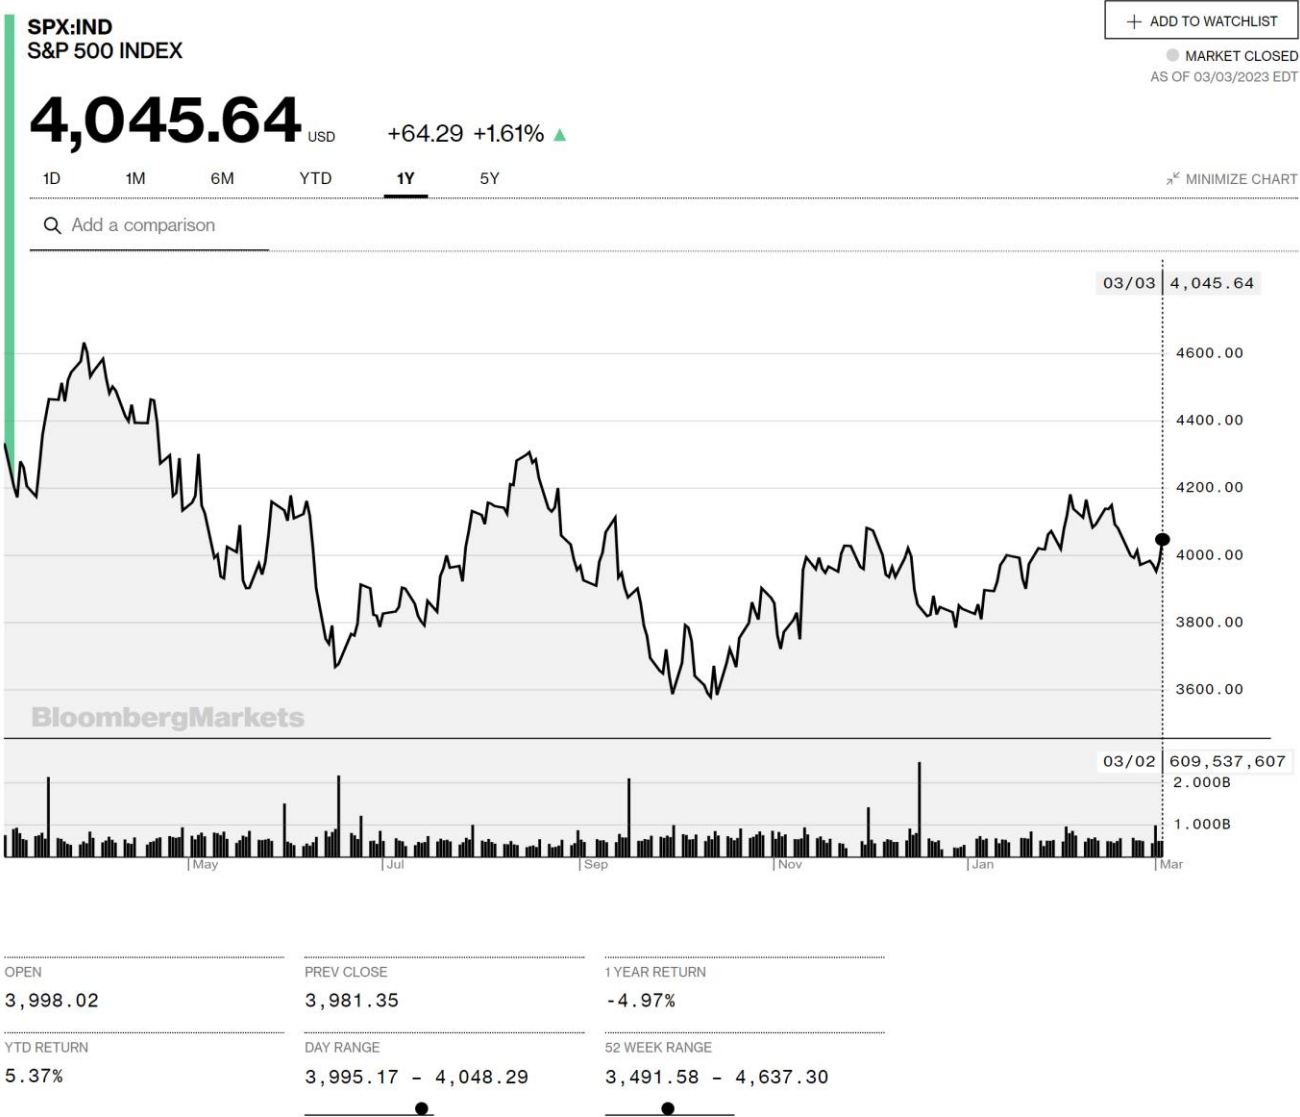 SPX:IND
S&P 500 INDEX
+ ADD TO WATCHLIST
MARKET CLOSED
AS OF 03/03/2023 EDT
4,045.64 USD +64.29 +1.61% ▲
1D 1M 6M YTD 1Y 5Y
MINIMIZE CHART
Add a comparison
03/03 4,045.64
4600.00
4400.00
4200.00
4000.00
3800.00
3600.00
BloombergMarkets
03/02 609,537,607
2.000B
1.000B
May Jul Sep Nov Jan Mar
OPEN PREV CLOSE 1 YEAR RETURN
3,998.02 3,981.35 -4.97%
YTD RETURN DAY RANGE 52 WEEK RANGE
5.37% 3,995.17 – 4,048.29 3,491.58 – 4,637.30